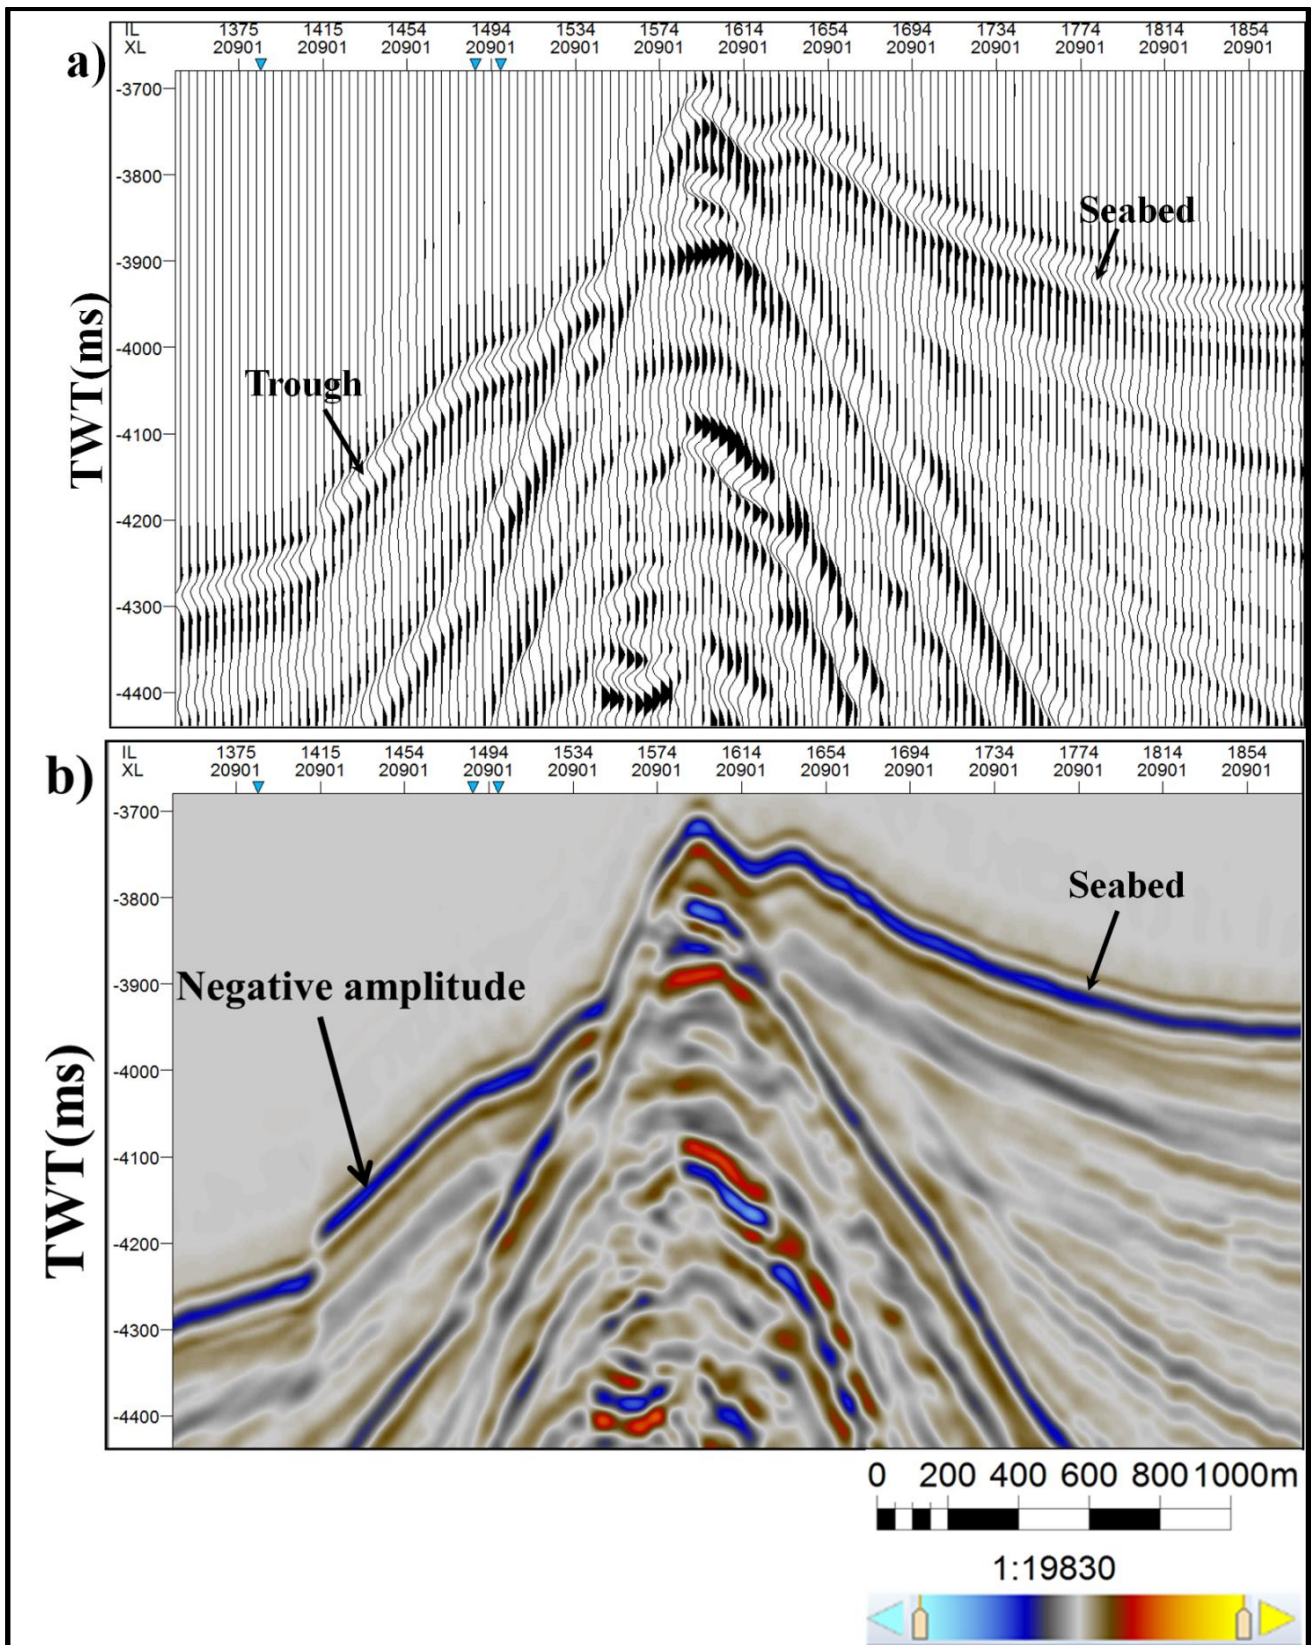 a)
IL 1375 1415 1454 1494 1534 1574 1614 1654 1694 1734 1774 1814 1854
XL 20901 20901 20901 20901 20901 20901 20901 20901 20901 20901 20901 20901 20901
-3700
-3800
Seabed
-3900
-4000
Trough
-4100
-4200
-4300
-4400
TWT(ms)
b)
IL 1375 1415 1454 1494 1534 1574 1614 1654 1694 1734 1774 1814 1854
XL 20901 20901 20901 20901 20901 20901 20901 20901 20901 20901 20901 20901 20901
-3700
-3800
Seabed
-3900
Negative amplitude
-4000
-4100
-4200
-4300
-4400
TWT(ms)
0 200 400 600 800 1000m
1:19830